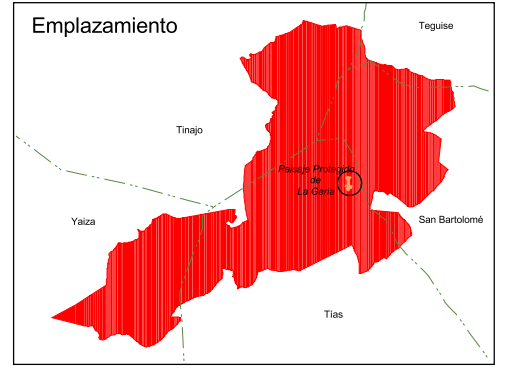 Emplazamiento
Teguise
Tinajo
Paisaje Protegido
de
La Geria
Yaiza
San Bartolomé
Tías